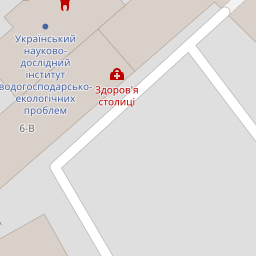 Український
науково-
дослідний
інститут
водогосподарсько-
екологічних
проблем
Здоров'я
столиці
6-В